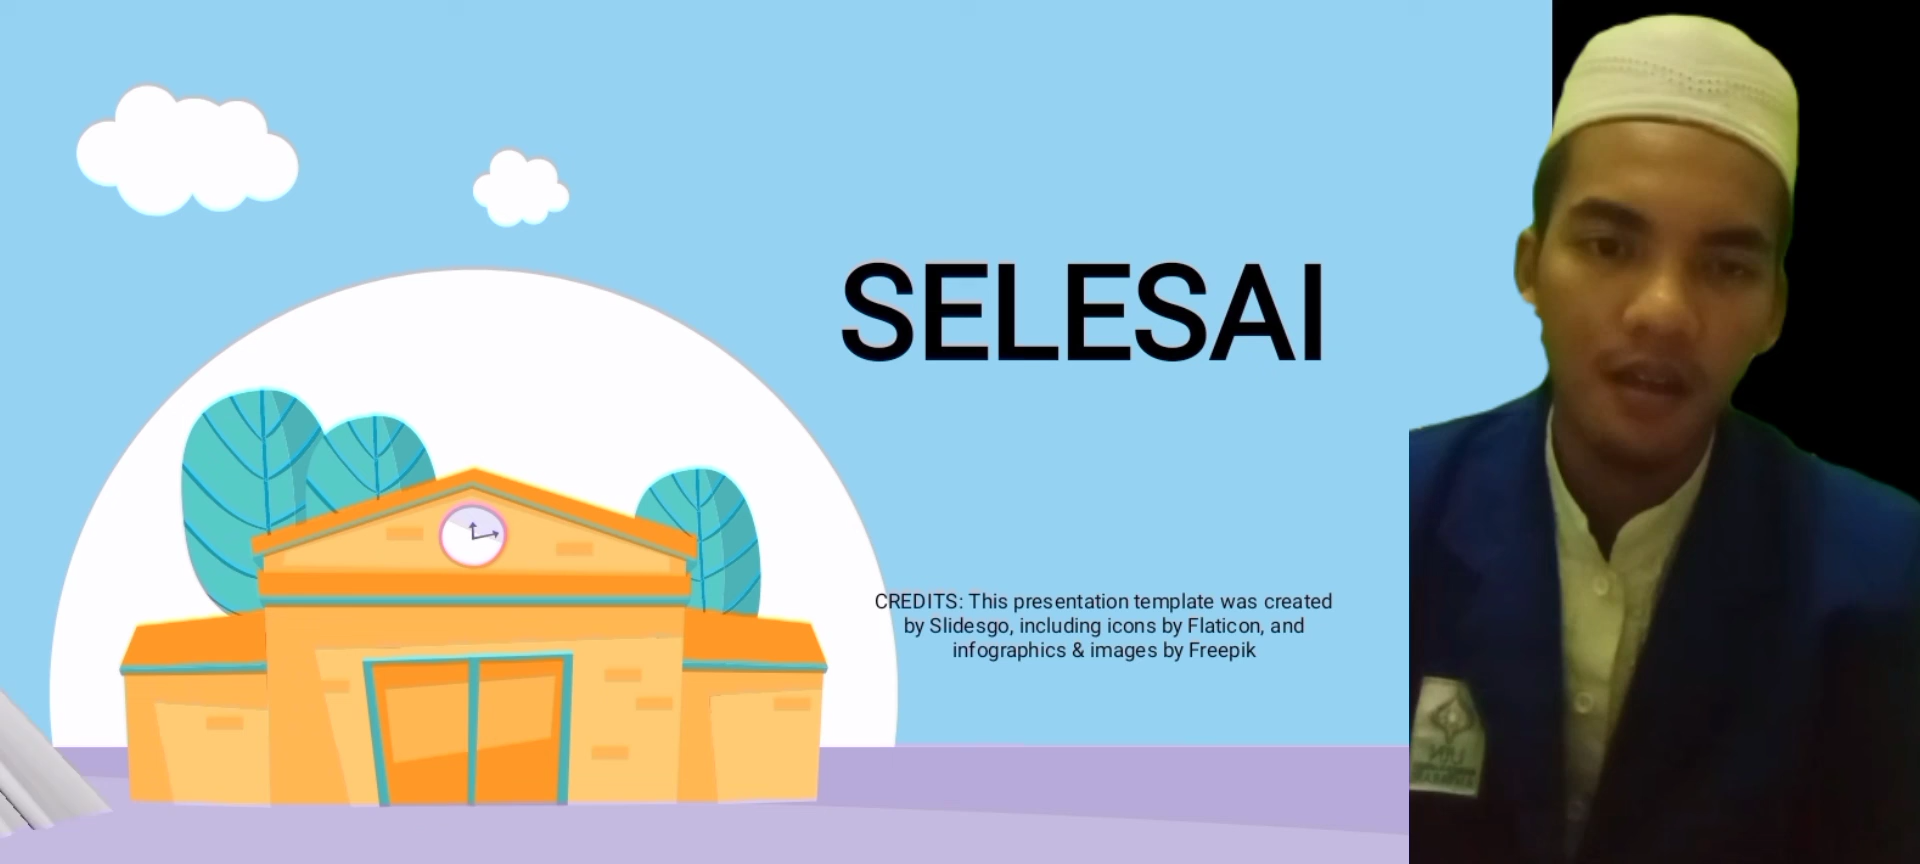 SELESAI
CREDITS: This presentation template was created
by Slidesgo, including icons by Flaticon, and
infographics & images by Freepik